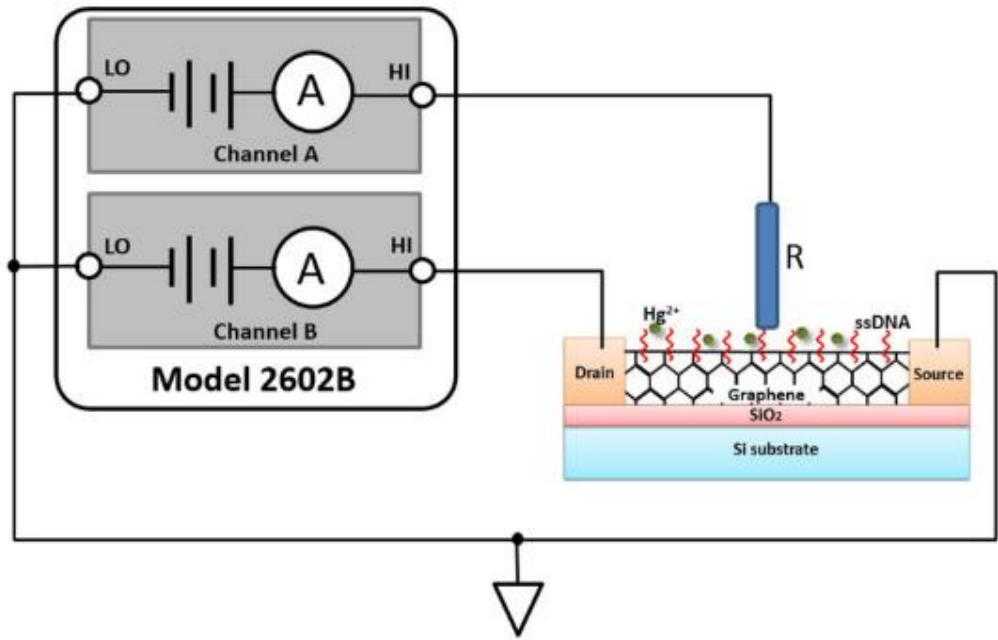 LO
HI
A
Channel A
LO
HI
A
Channel B
Model 2602B
R
Hg²⁺
ssDNA
Drain
Source
Graphene
SiO₂
Si substrate